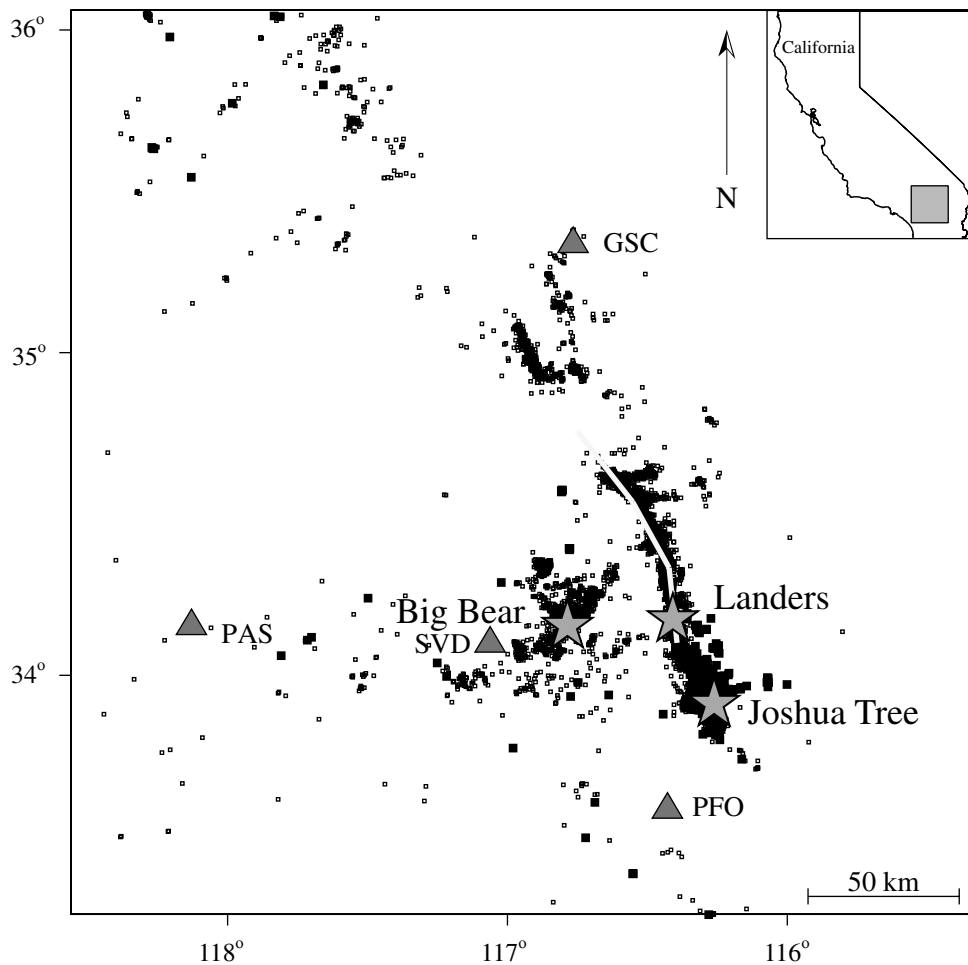 36°
California
N
GSC
35°
Landers
Big Bear
PAS
SVD
34°
Joshua Tree
PFO
50 km
118°
117°
116°